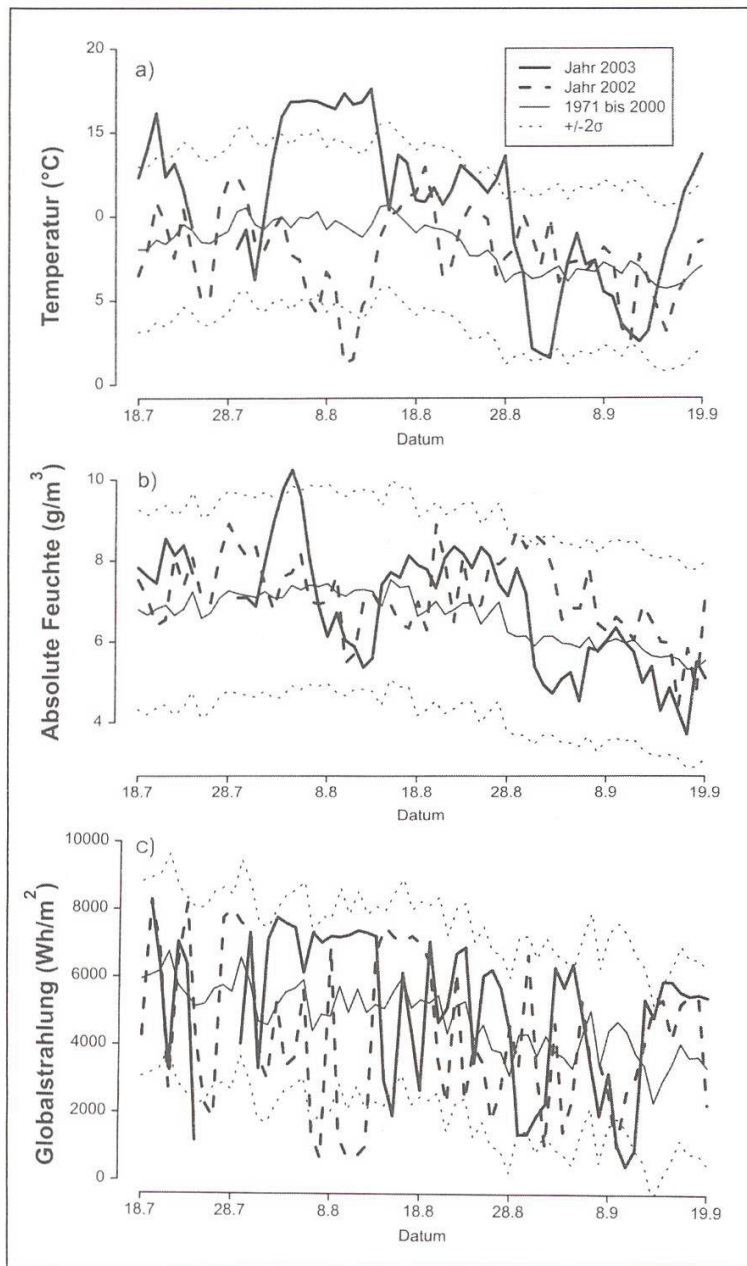 a)
Jahr 2003
Jahr 2002
1971 bis 2000
+/-2σ
Temperatur (°C)
20
15
0
5
0
18.7
28.7
8.8
18.8
28.8
8.9
19.9
Datum
b)
Absolute Feuchte (g/m³)
10
8
6
4
18.7
28.7
8.8
18.8
28.8
8.9
19.9
Datum
c)
Globalstrahlung (Wh/m²)
10000
8000
6000
4000
2000
0
18.7
28.7
8.8
18.8
28.8
8.9
19.9
Datum